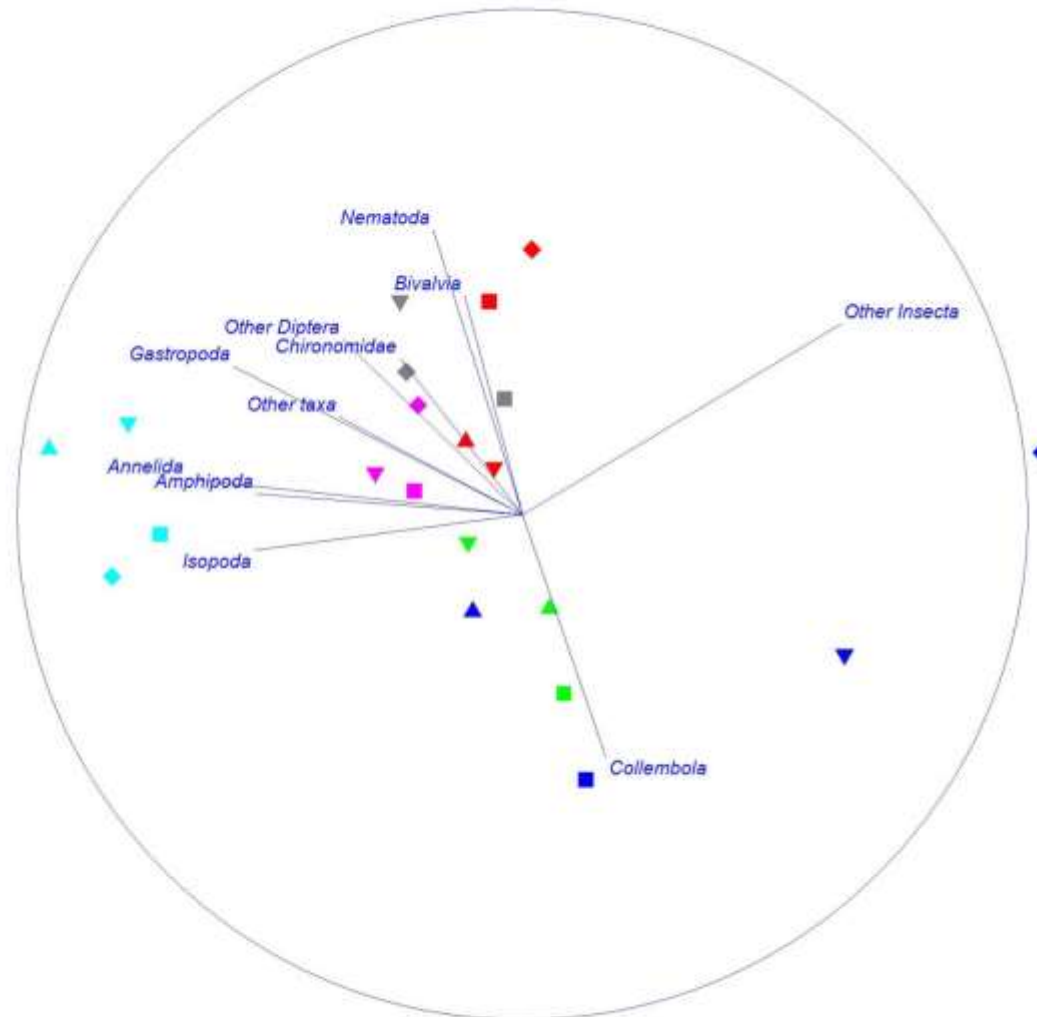 Nematoda
Bivalvia
Other Insecta
Other Diptera
Chironomidae
Gastropoda
Other taxa
Annelida
Amphipoda
Isopoda
Collembola